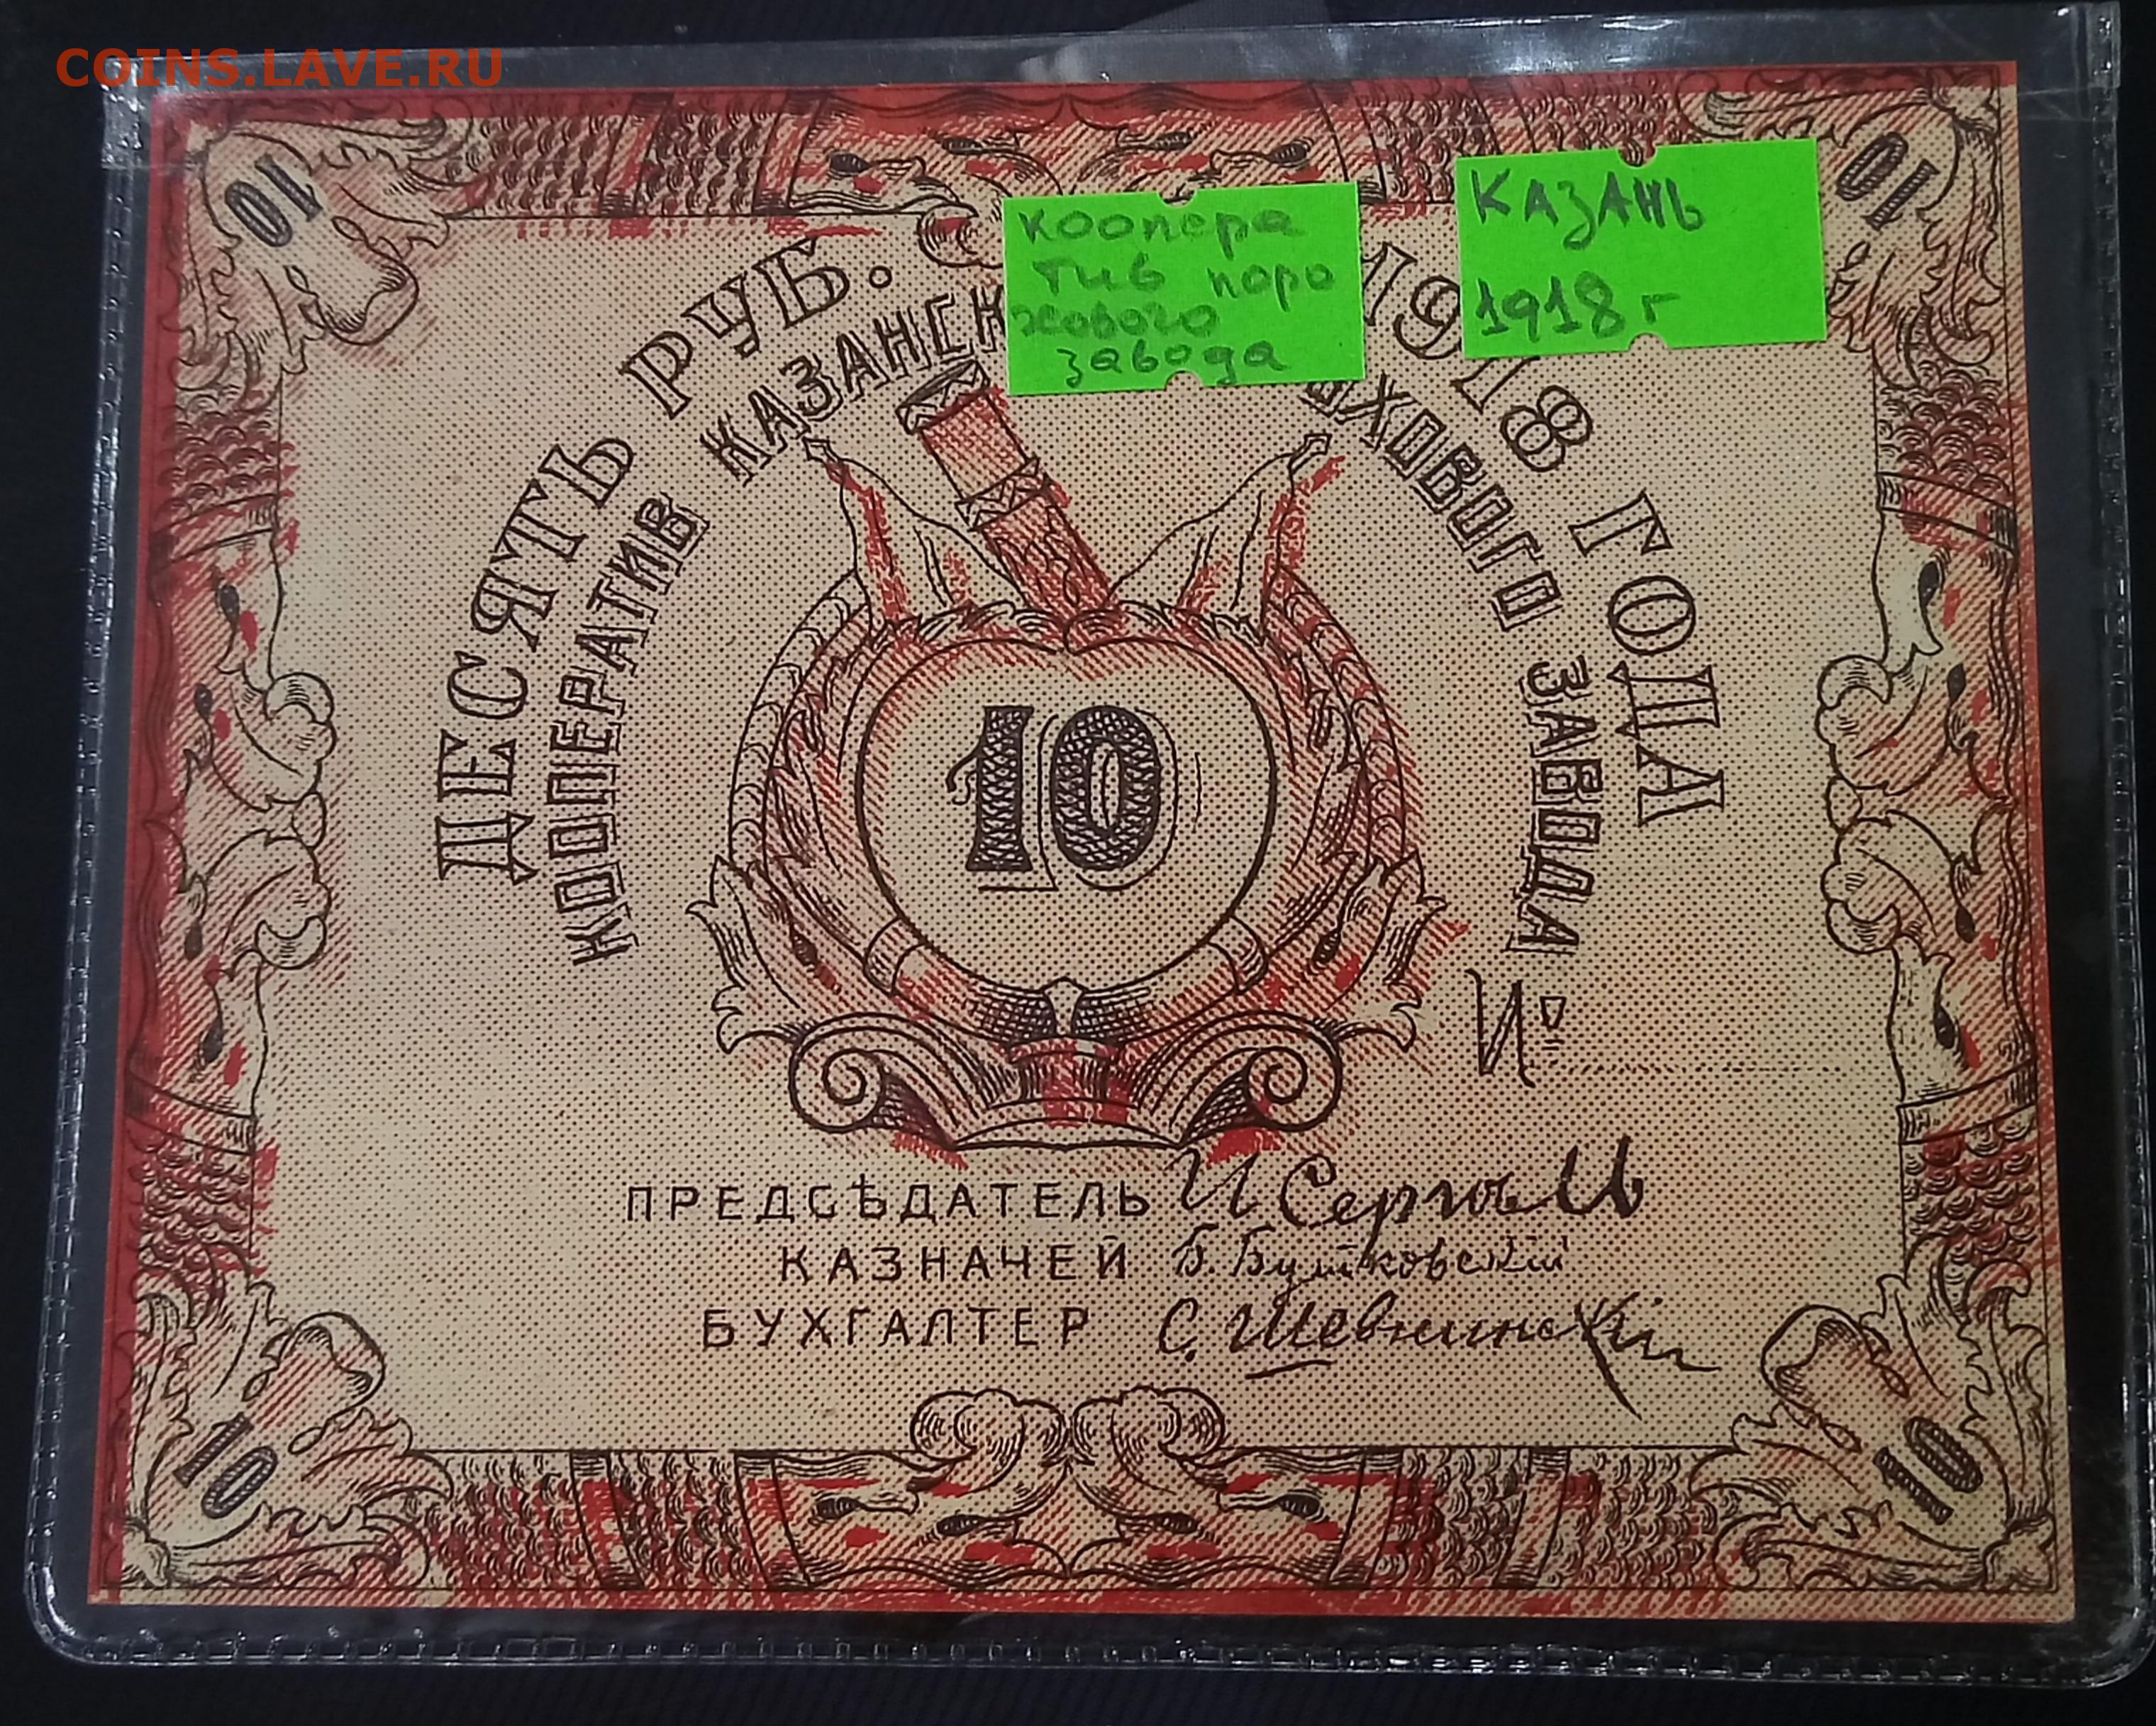 COINS.LAVE.RU
10
10
коопера
тив поро
хового
завода
КАЗАНЬ
1918 г
ДЕСЯТЬ РУБ. 1918 ГОДА
КООПЕРАТИВ КАЗАНСК ОХОВОГО ЗАВОДА
10
№
ПРЕДСѢДАТЕЛЬ И
КАЗНАЧЕЙ Б. Бутковскій
БУХГАЛТЕР С.
10
10